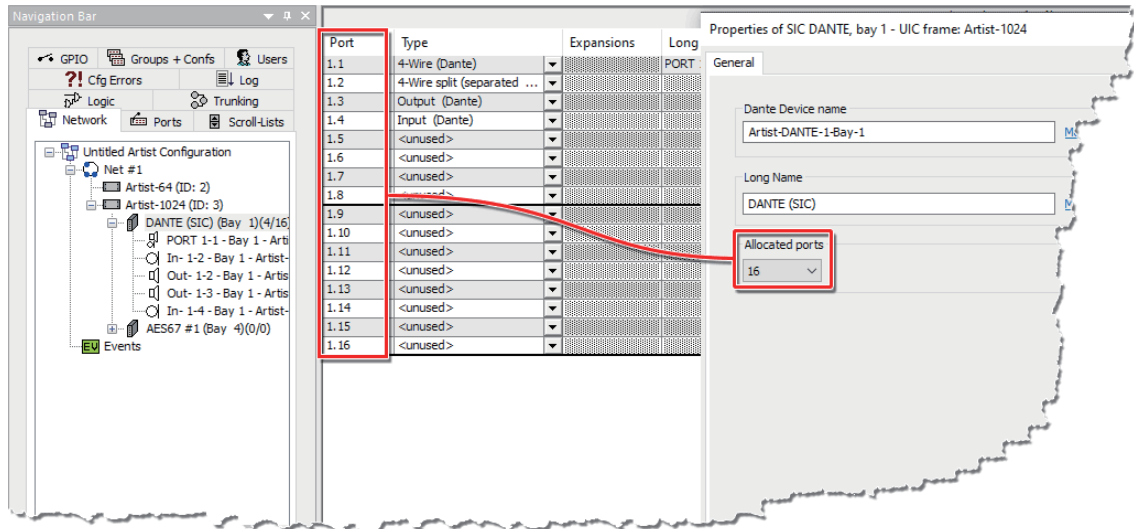 Navigation Bar
GPIO
Groups + Confs
Users
Cfg Errors
Log
Logic
Trunking
Network
Ports
Scroll-Lists
Untitled Artist Configuration
Net #1
Artist-64 (ID: 2)
Artist-1024 (ID: 3)
DANTE (SIC) (Bay 1)(4/16)
PORT 1-1 - Bay 1 - Arti
In- 1-2 - Bay 1 - Artist-
Out- 1-2 - Bay 1 - Artis
Out- 1-3 - Bay 1 - Artis
In- 1-4 - Bay 1 - Artist-
AES67 #1 (Bay 4)(0/0)
EV Events
Port Type Expansions Long
1.1 4-Wire (Dante) PORT
1.2 4-Wire split (separated ...
1.3 Output (Dante)
1.4 Input (Dante)
1.5 <unused>
1.6 <unused>
1.7 <unused>
1.8 <unused>
1.9 <unused>
1.10 <unused>
1.11 <unused>
1.12 <unused>
1.13 <unused>
1.14 <unused>
1.15 <unused>
1.16 <unused>
Properties of SIC DANTE, bay 1 - UIC frame: Artist-1024
General
Dante Device name
Artist-DANTE-1-Bay-1
Long Name
DANTE (SIC)
Allocated ports
16